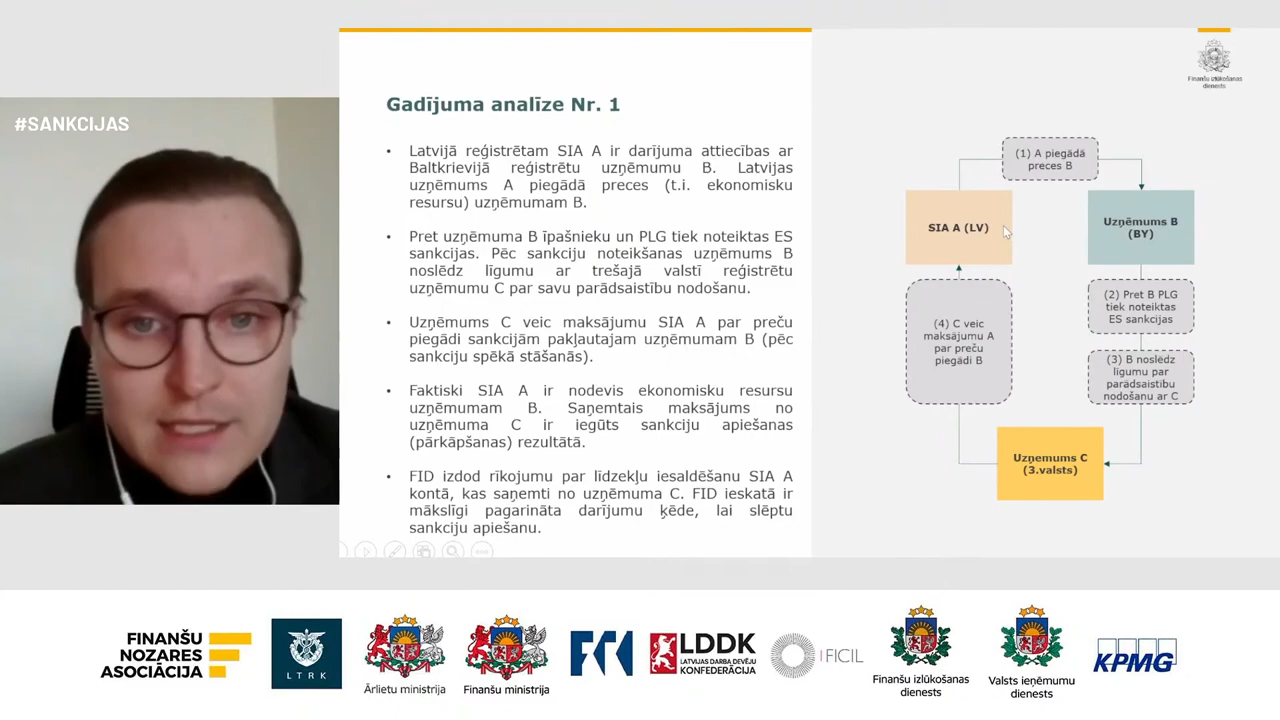 #SANKCIJAS
Gadījuma analīze Nr. 1
• Latvijā reģistrētam SIA A ir darījuma attiecības ar
Baltkrievijā reģistrētu uzņēmumu B. Latvijas
uzņēmums A piegādā preces (t.i. ekonomisku
resursu) uzņēmumam B.
• Pret uzņēmuma B īpašnieku un PLG tiek noteiktas ES
sankcijas. Pēc sankciju noteikšanas uzņēmums B
noslēdz līgumu ar trešajā valstī reģistrētu
uzņēmumu C par savu parādsaistību nodošanu.
• Uzņēmums C veic maksājumu SIA A par preču
piegādi sankcijām pakļautajam uzņēmumam B (pēc
sankciju spēkā stāšanās).
• Faktiski SIA A ir nodevis ekonomisku resursu
uzņēmumam B. Saņemtais maksājums no
uzņēmuma C ir iegūts sankciju apiešanas
(pārkāpšanas) rezultātā.
• FID izdod rīkojumu par līdzekļu iesaldēšanu SIA A
kontā, kas saņemti no uzņēmuma C. FID ieskatā ir
mākslīgi pagarināta darījumu ķēde, lai slēptu
sankciju apiešanu.
Finanšu izlūkošanas
dienests
(1) A piegādā
preces B
SIA A (LV)
Uzņēmums B
(BY)
(2) Pret B PLG
tiek noteiktas
ES sankcijas
(3) B noslēdz
līgumu par
parādsaistību
nodošanu ar C
(4) C veic
maksājumu A
par preču
piegādi B
Uzņemums C
(3.valsts)
FINANŠU
NOZARES
ASOCIĀCIJA
LTRK
Ārlietu ministrija
Finanšu ministrija
LDDK
LATVIJAS DARBA DEVĒJU
KONFEDERĀCIJA
FICIL
Finanšu izlūkošanas
dienests
Valsts ieņēmumu
dienests
KPMG